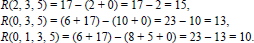 R(2, 3, 5) = 17 – (2 + 0) = 17 – 2 = 15,
R(0, 3, 5) = (6 + 17) – (10 + 0) = 23 – 10 = 13,
R(0, 1, 3, 5) = (6 + 17) – (8 + 5 + 0) = 23 – 13 = 10.